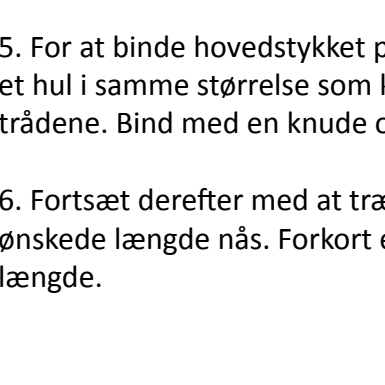 5. For at binde hovedstykket
et hul i samme størrelse som
trådene. Bind med en knude
6. Fortsæt derefter med at
ønskede længde nås. Forkort
længde.